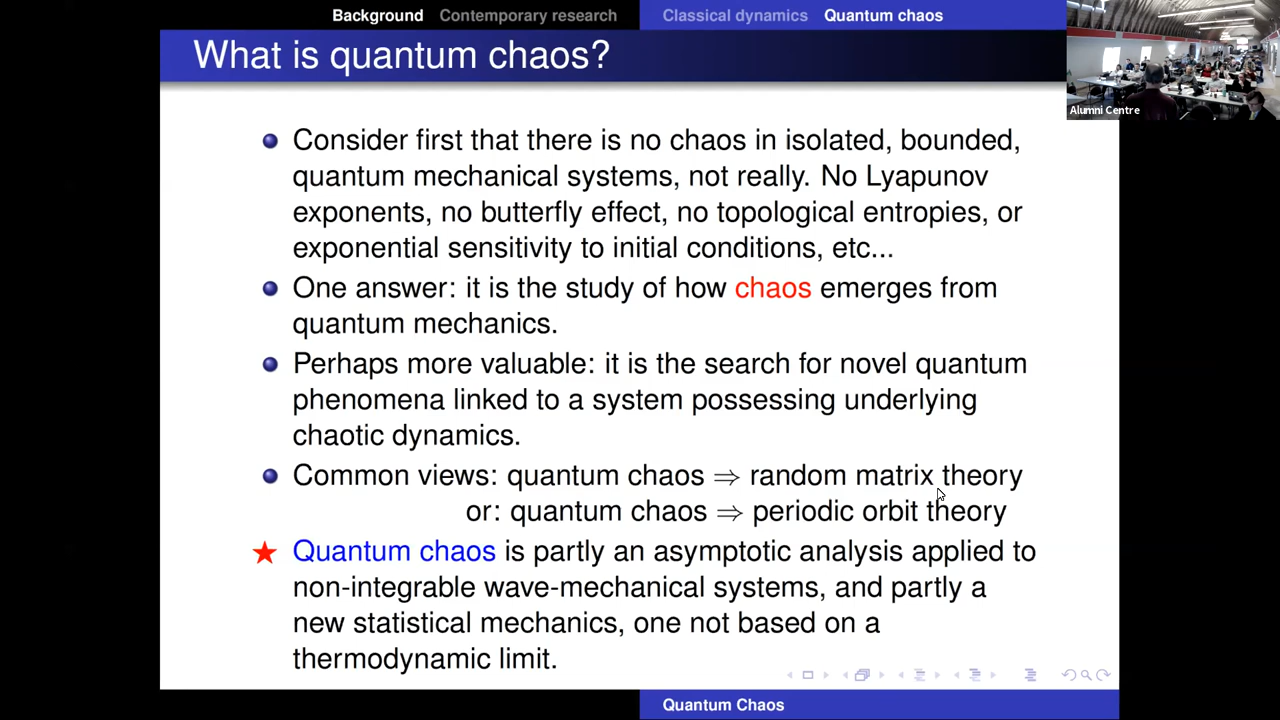 Background Contemporary research Classical dynamics Quantum chaos
What is quantum chaos?
Alumni Centre
Consider first that there is no chaos in isolated, bounded,
quantum mechanical systems, not really. No Lyapunov
exponents, no butterfly effect, no topological entropies, or
exponential sensitivity to initial conditions, etc...
One answer: it is the study of how chaos emerges from
quantum mechanics.
Perhaps more valuable: it is the search for novel quantum
phenomena linked to a system possessing underlying
chaotic dynamics.
Common views: quantum chaos ⇒ random matrix theory
or: quantum chaos ⇒ periodic orbit theory
Quantum chaos is partly an asymptotic analysis applied to
non-integrable wave-mechanical systems, and partly a
new statistical mechanics, one not based on a
thermodynamic limit.
Quantum Chaos